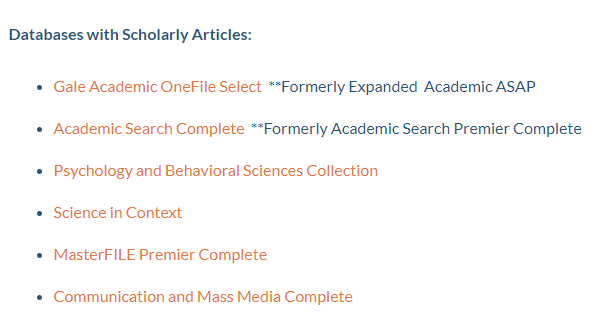 Databases with Scholarly Articles:
Gale Academic OneFile Select **Formerly Expanded Academic ASAP
Academic Search Complete **Formerly Academic Search Premier Complete
Psychology and Behavioral Sciences Collection
Science in Context
MasterFILE Premier Complete
Communication and Mass Media Complete